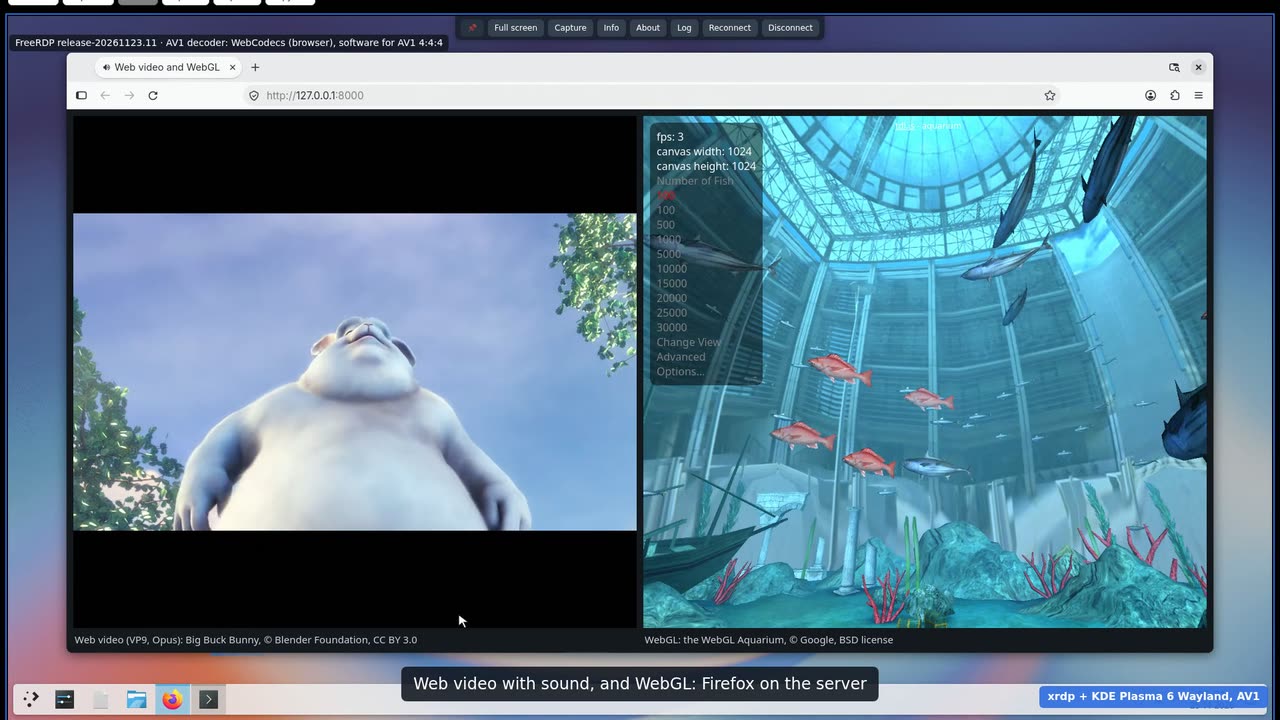 Full screen
Capture
Info
About
Log
Reconnect
Disconnect
FreeRDP release-20261123.11 · AV1 decoder: WebCodecs (browser), software for AV1 4:4:4
Web video and WebGL
http://127.0.0.1:8000
fps: 3
canvas width: 1024
canvas height: 1024
Number of Fish
100
500
1000
5000
10000
15000
20000
25000
30000
Change View
Advanced
Options...
aquarium
Web video (VP9, Opus): Big Buck Bunny, © Blender Foundation, CC BY 3.0
WebGL: the WebGL Aquarium, © Google, BSD license
Web video with sound, and WebGL: Firefox on the server
xrdp + KDE Plasma 6 Wayland, AV1